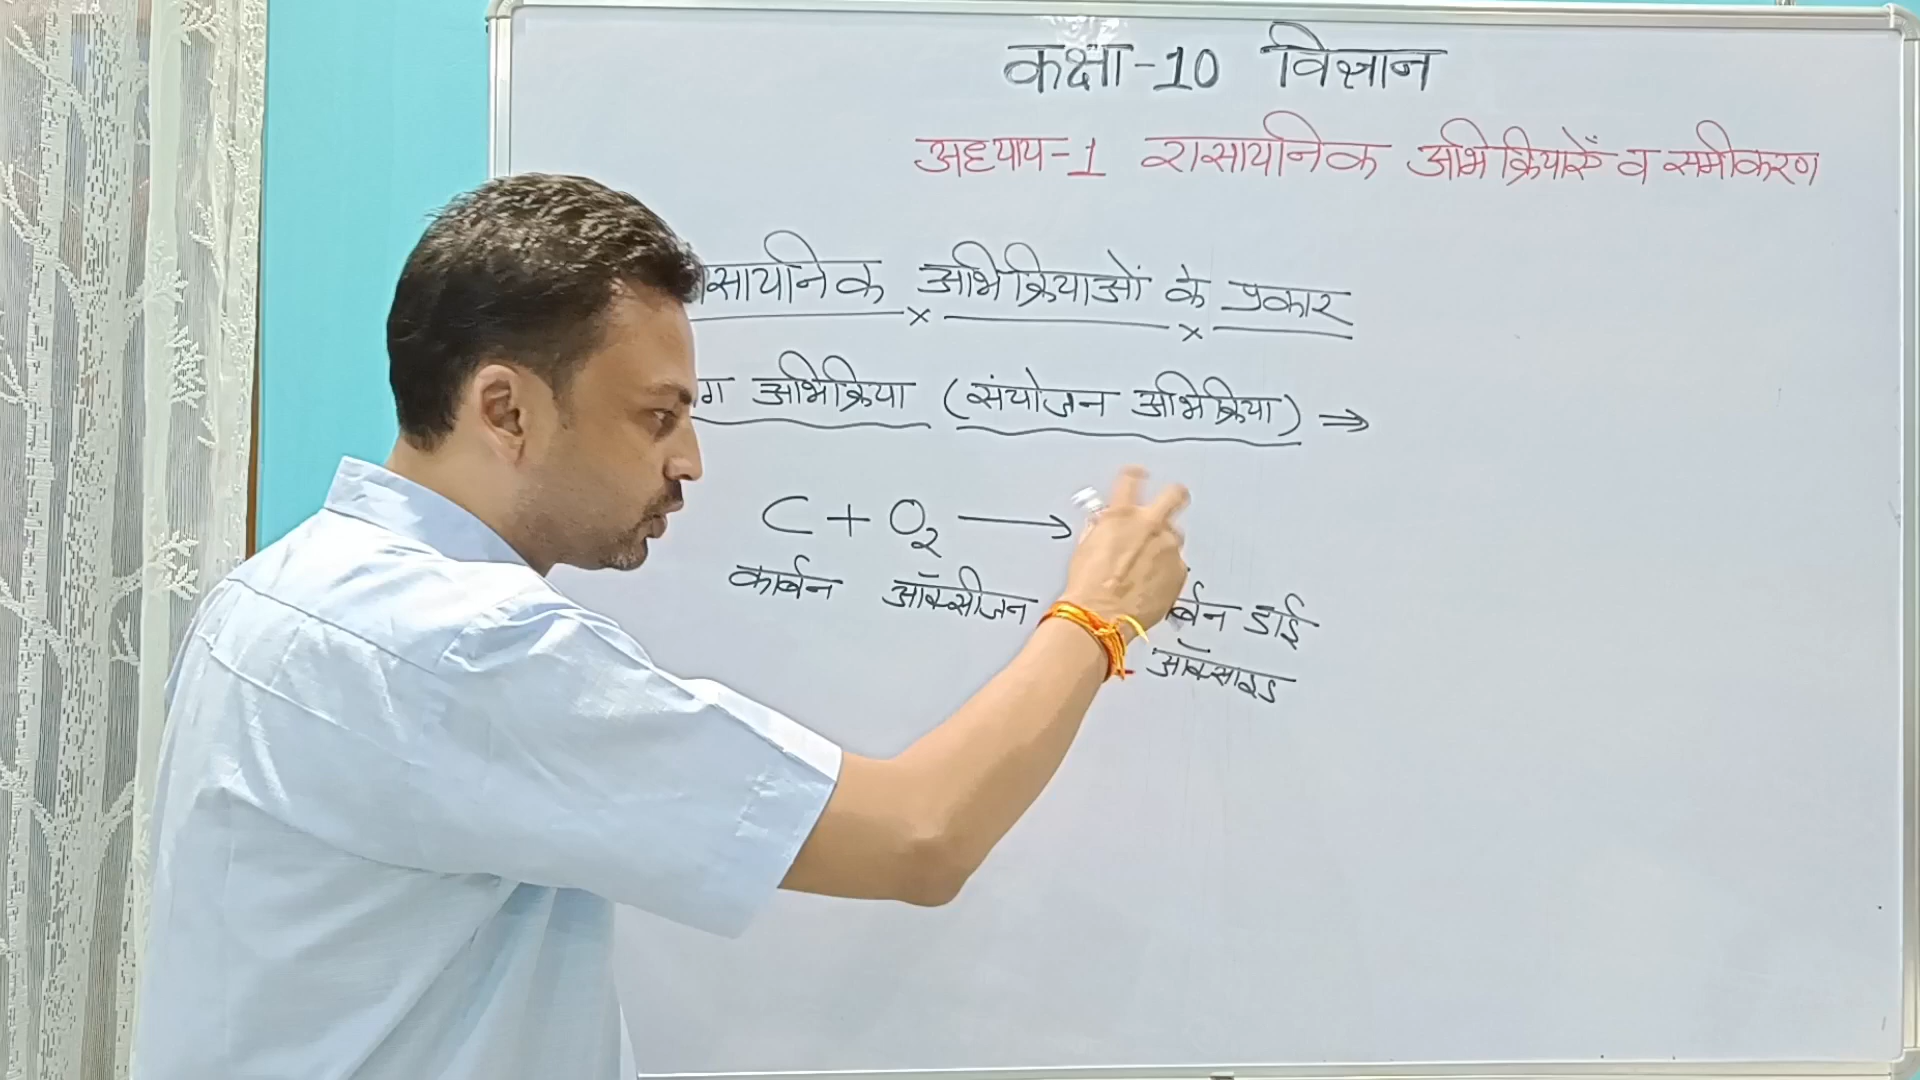 कक्षा-10 विज्ञान
अध्याय-1 रासायनिक अभिक्रियाएँ व समीकरण
सायनिक अभिक्रियाओं के प्रकार
ग अभिक्रिया (संयोजन अभिक्रिया) →
C + O₂ ⟶
कार्बन ऑक्सीजन र्बन डाई
ऑक्साइड